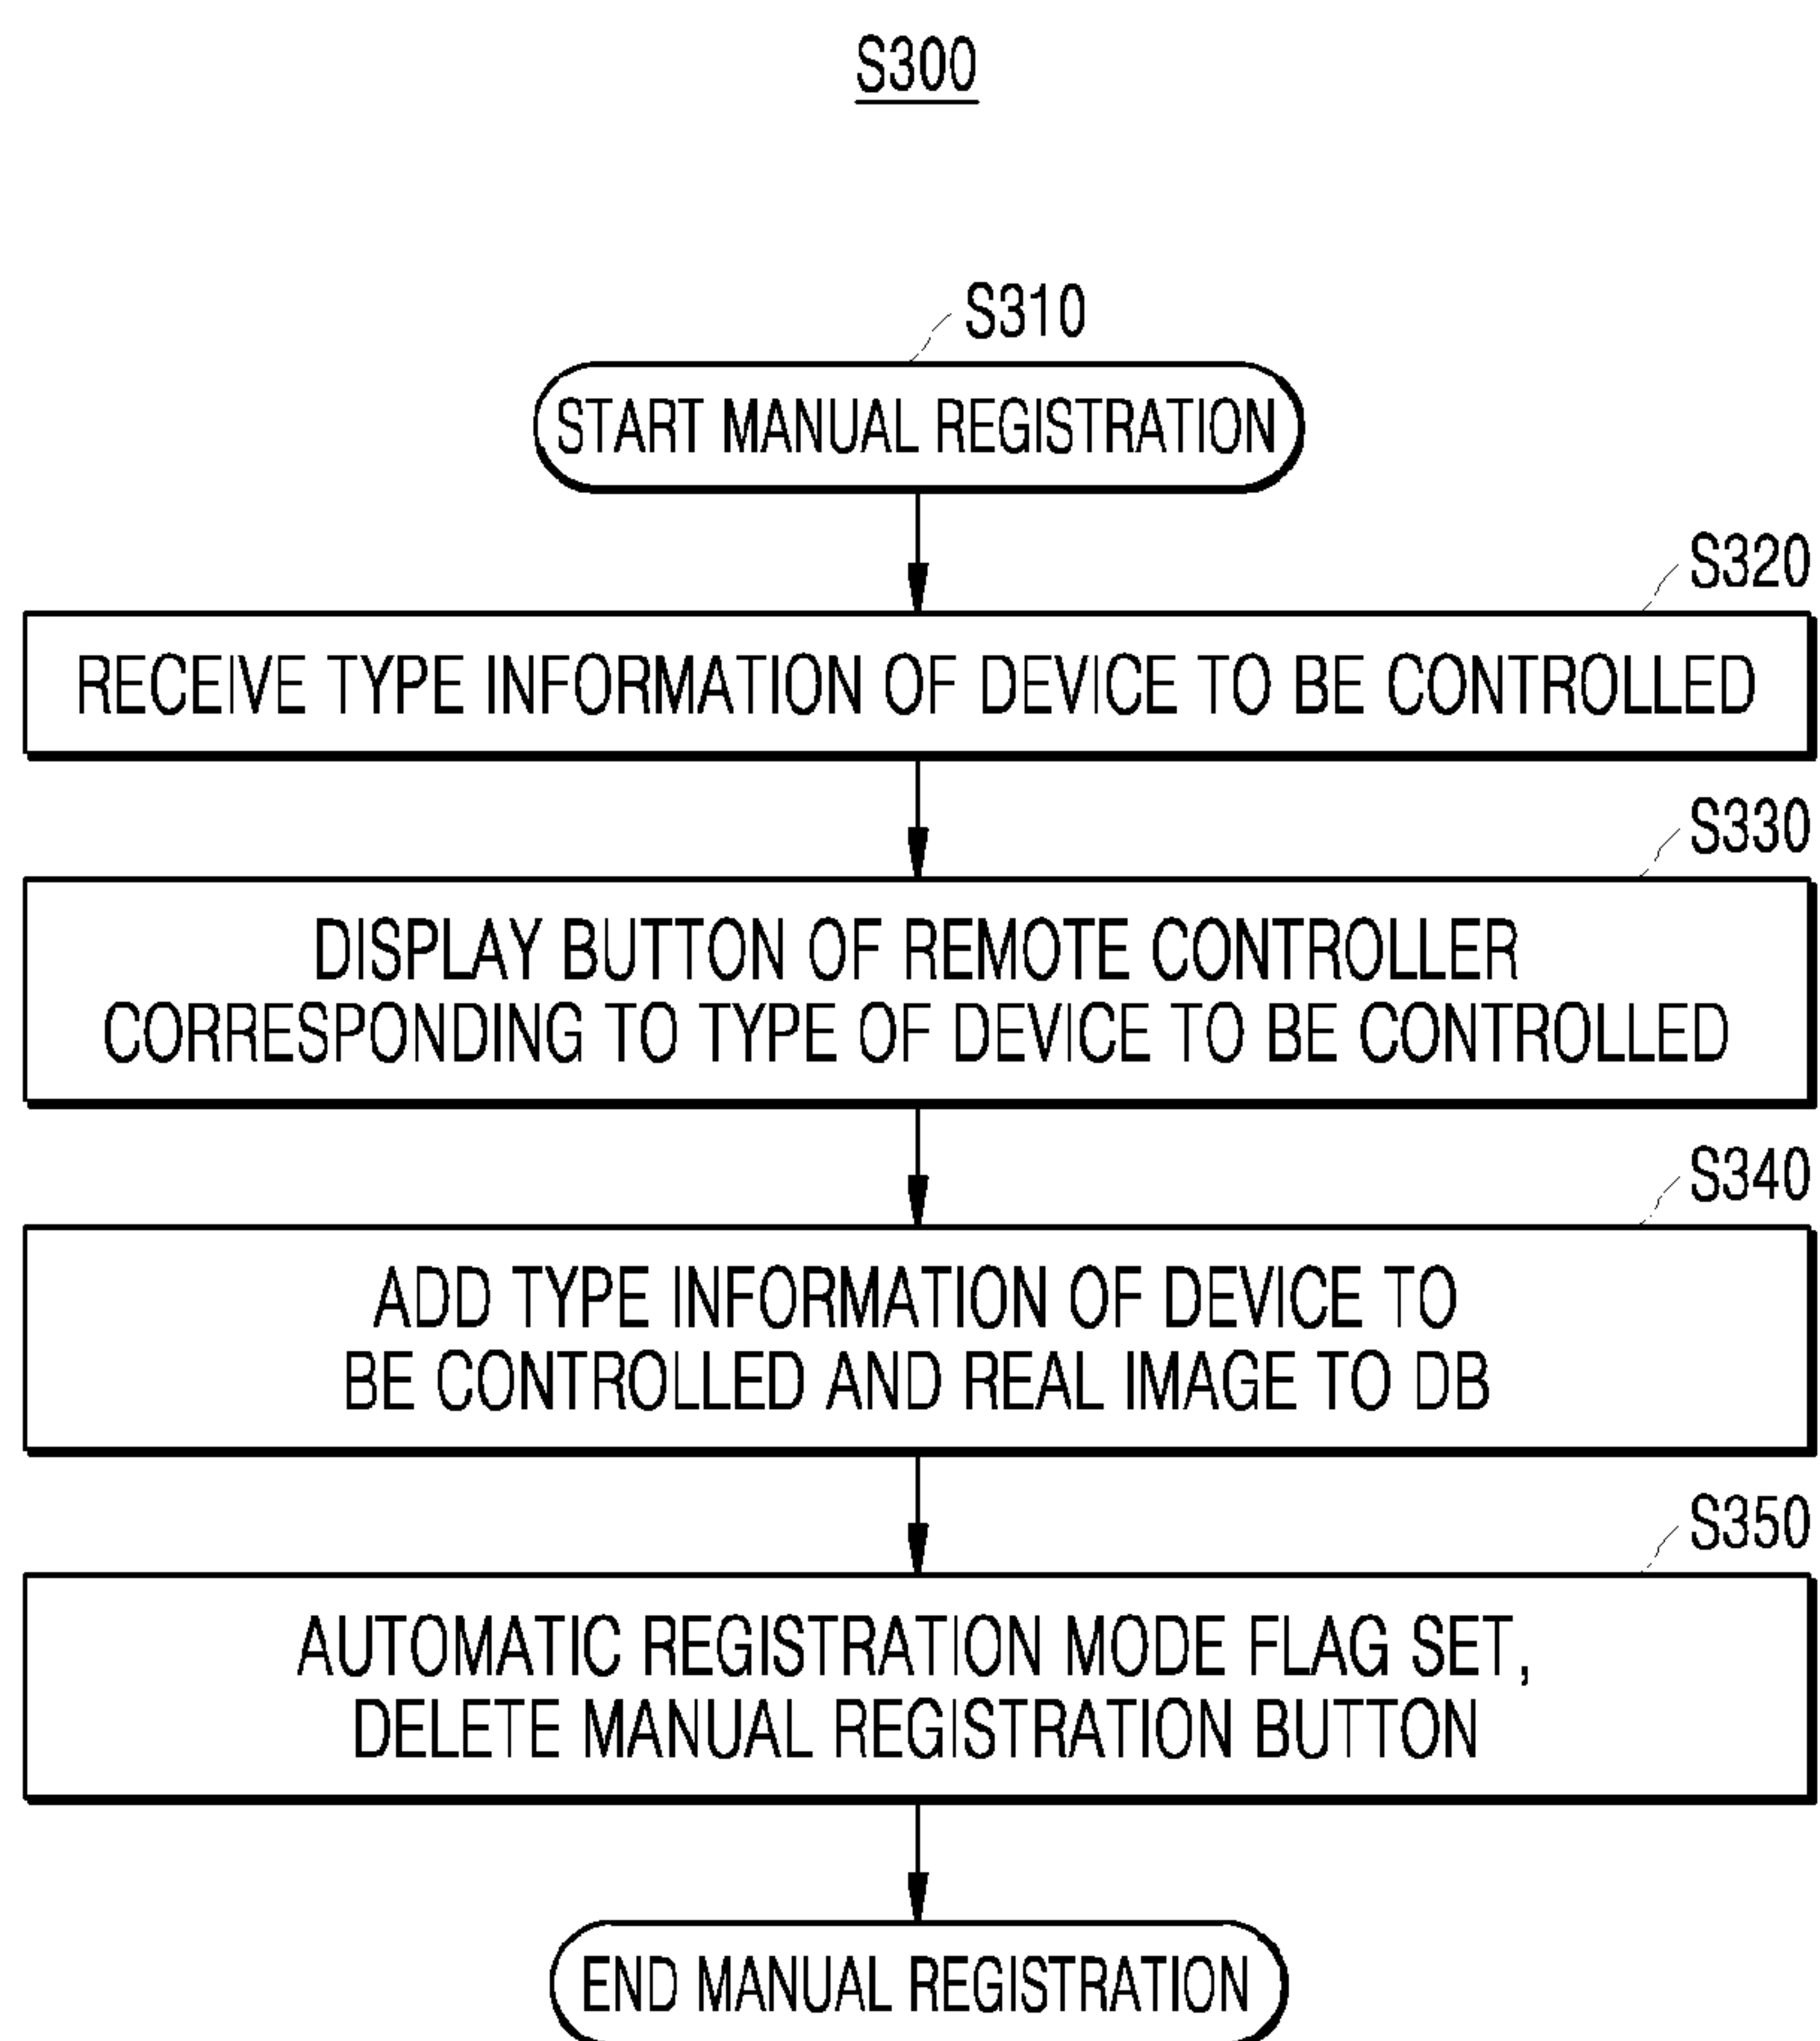 S300
S310
START MANUAL REGISTRATION
S320
RECEIVE TYPE INFORMATION OF DEVICE TO BE CONTROLLED
S330
DISPLAY BUTTON OF REMOTE CONTROLLER
CORRESPONDING TO TYPE OF DEVICE TO BE CONTROLLED
S340
ADD TYPE INFORMATION OF DEVICE TO
BE CONTROLLED AND REAL IMAGE TO DB
S350
AUTOMATIC REGISTRATION MODE FLAG SET,
DELETE MANUAL REGISTRATION BUTTON
END MANUAL REGISTRATION